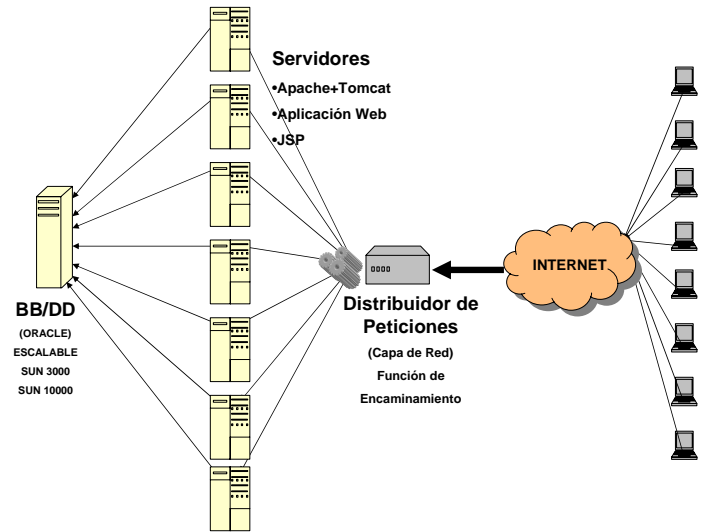 Servidores
•Apache+Tomcat
•Aplicación Web
•JSP
BB/DD
(ORACLE)
ESCALABLE
SUN 3000
SUN 10000
Distribuidor de
Peticiones
(Capa de Red)
Función de
Encaminamiento
INTERNET